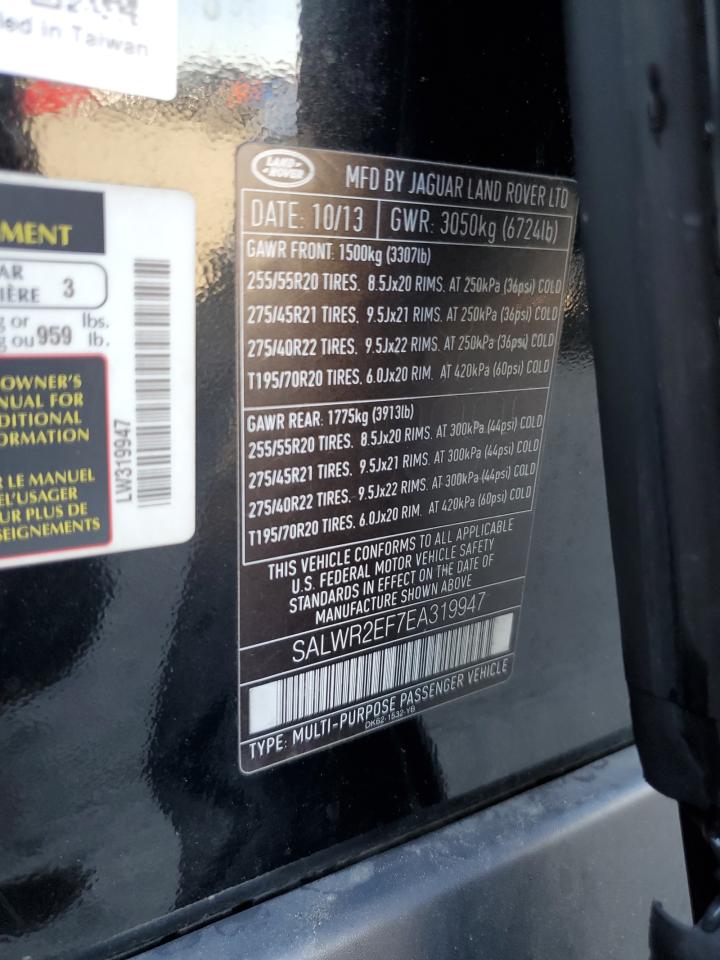 led in Taiwan
MENT
AR
IÈRE 3
g or lbs.
g ou 959 lb.
OWNER'S
NUAL FOR
DITIONAL
ORMATION
R LE MANUEL
EL'USAGER
UR PLUS DE
SEIGNEMENTS
LW319947
LAND-
-ROVER
MFD BY JAGUAR LAND ROVER LTD
DATE: 10/13 GWR: 3050kg (6724lb)
GAWR FRONT: 1500kg (3307lb)
255/55R20 TIRES. 8.5Jx20 RIMS. AT 250kPa (36psi) COLD
275/45R21 TIRES. 9.5Jx21 RIMS. AT 250kPa (36psi) COLD
275/40R22 TIRES. 9.5Jx22 RIMS. AT 250kPa (36psi) COLD
T195/70R20 TIRES. 6.0Jx20 RIM. AT 420kPa (60psi) COLD
GAWR REAR: 1775kg (3913lb)
255/55R20 TIRES. 8.5Jx20 RIMS. AT 300kPa (44psi) COLD
275/45R21 TIRES. 9.5Jx21 RIMS. AT 300kPa (44psi) COLD
275/40R22 TIRES. 9.5Jx22 RIMS. AT 300kPa (44psi) COLD
T195/70R20 TIRES. 6.0Jx20 RIM. AT 420kPa (60psi) COLD
THIS VEHICLE CONFORMS TO ALL APPLICABLE
U.S. FEDERAL MOTOR VEHICLE SAFETY
STANDARDS IN EFFECT ON THE DATE OF
MANUFACTURE SHOWN ABOVE
SALWR2EF7EA319947
TYPE: MULTI-PURPOSE PASSENGER VEHICLE
DK62-1532-YB